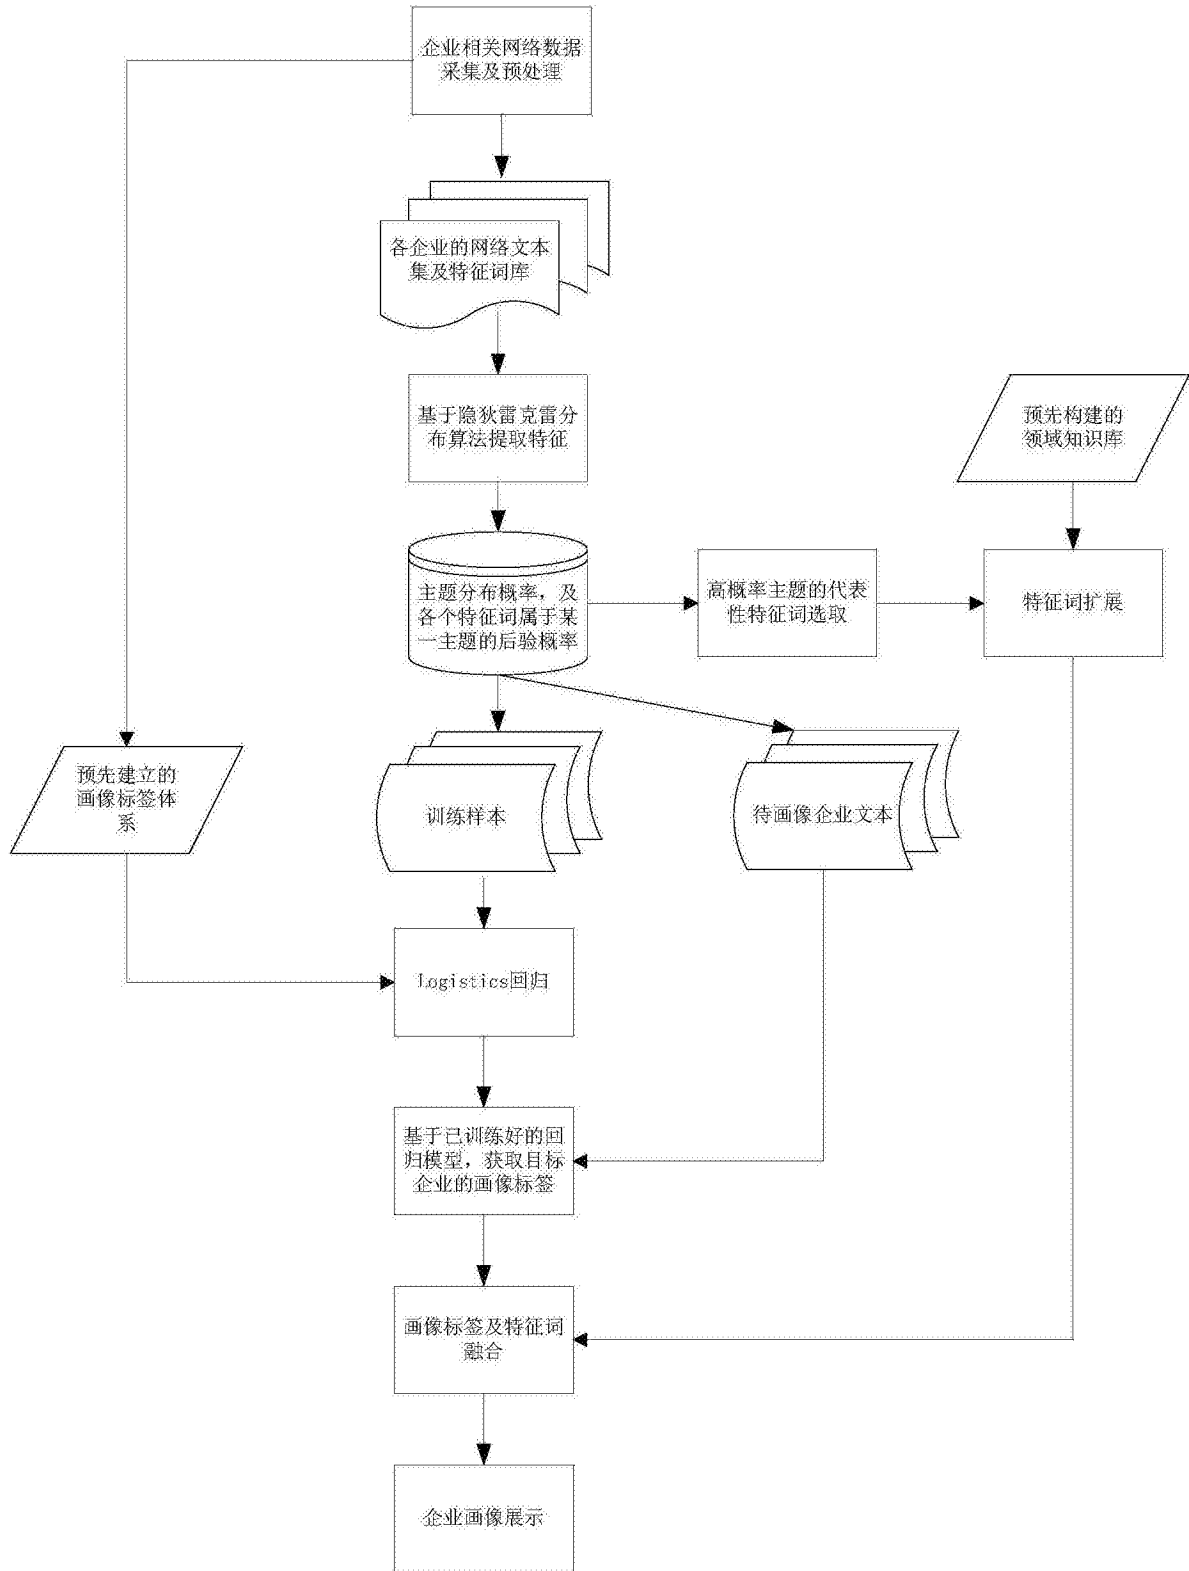 企业相关网络数据
采集及预处理
各企业的网络文本
集及特征词库
基于隐狄雷克雷分
布算法提取特征
预先构建的
领域知识库
主题分布概率，及
各个特征词属于某
一主题的后验概率
高概率主题的代表
性特征词选取
特征词扩展
预先建立的
画像标签体
系
训练样本
待画像企业文本
Logistics回归
基于已训练好的回
归模型，获取目标
企业的画像标签
画像标签及特征词
融合
企业画像展示